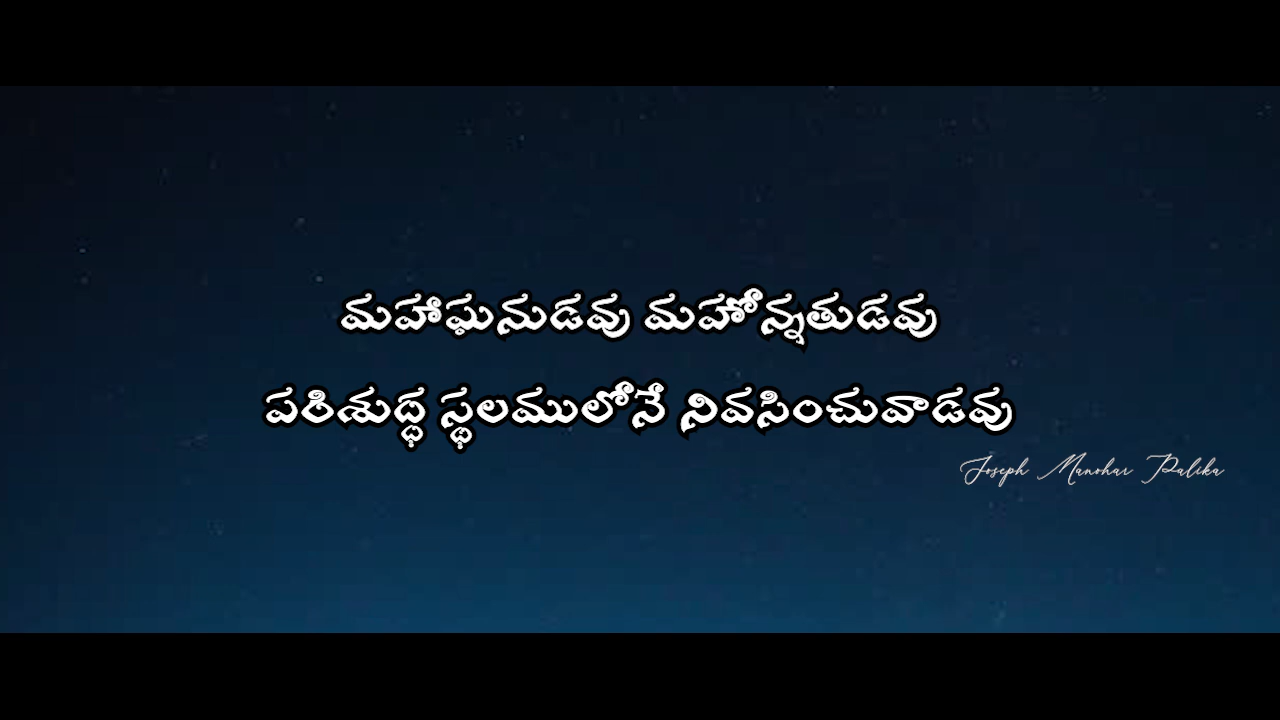 మహాఘనుడవు మహోన్నతుడవు
పరిశుద్ధ స్థలములోనే నివసించువాడవు
Joseph Manohar Palika